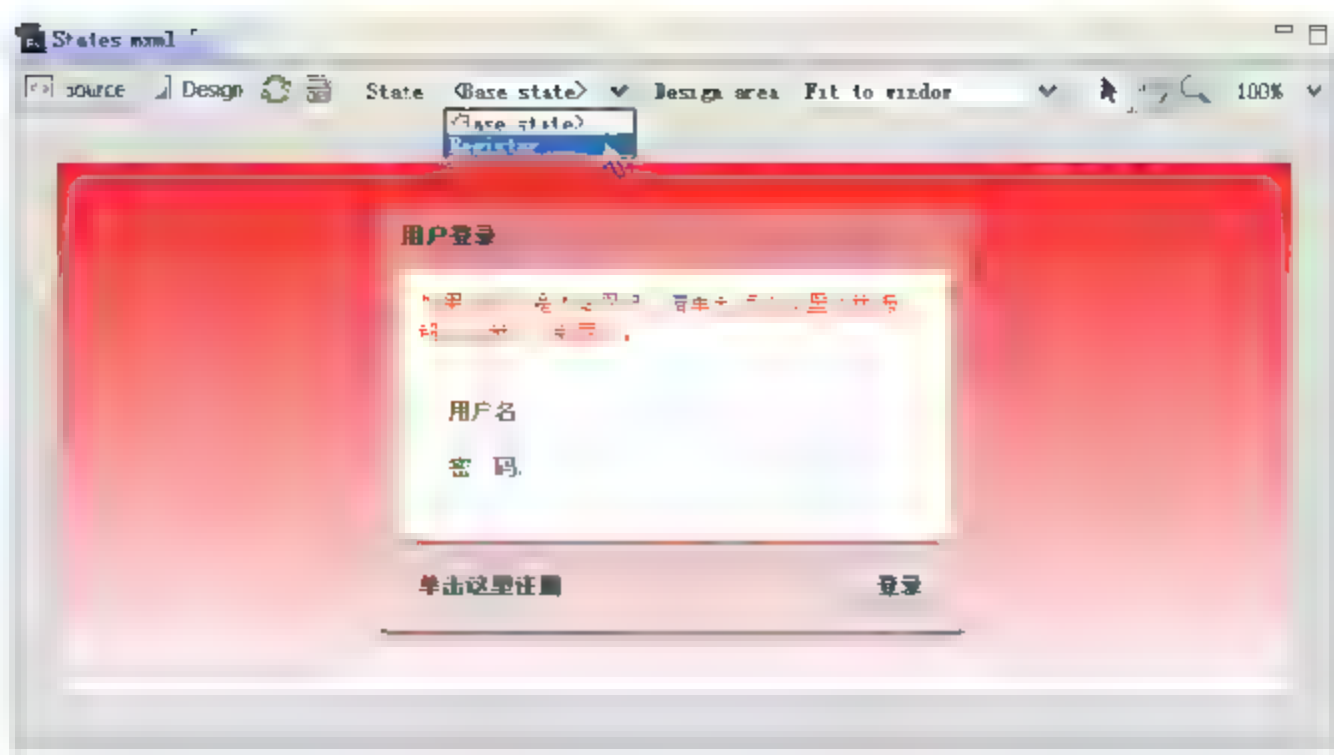 States mxml
Source Design State (Base state) Design area Fit to window 100%
(Base state)
Register
用户登录
用户名
密 码
单击这里注册 登录